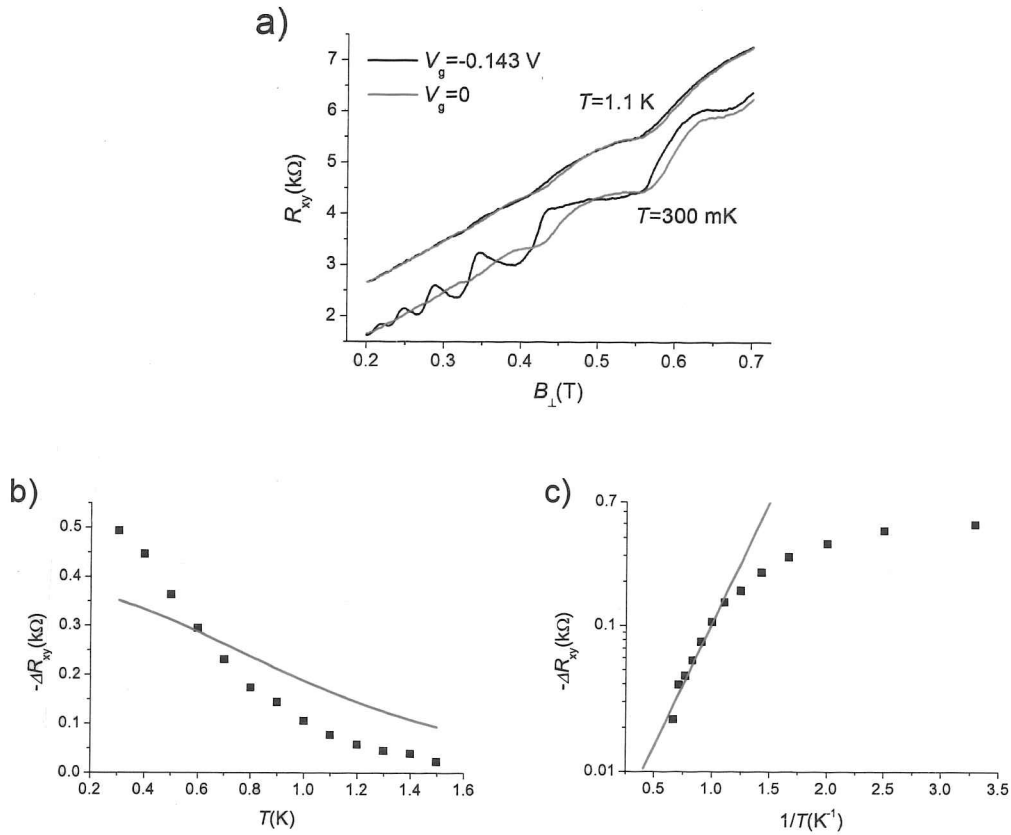 a)
V_g=-0.143 V
V_g=0
T=1.1 K
T=300 mK
R_xy(kΩ)
7
6
5
4
3
2
0.2 0.3 0.4 0.5 0.6 0.7
B_⊥(T)
b)
-ΔR_xy(kΩ)
0.5
0.4
0.3
0.2
0.1
0.0
0.2 0.4 0.6 0.8 1.0 1.2 1.4 1.6
T(K)
c)
-ΔR_xy(kΩ)
0.7
0.1
0.01
0.5 1.0 1.5 2.0 2.5 3.0 3.5
1/T(K⁻¹)